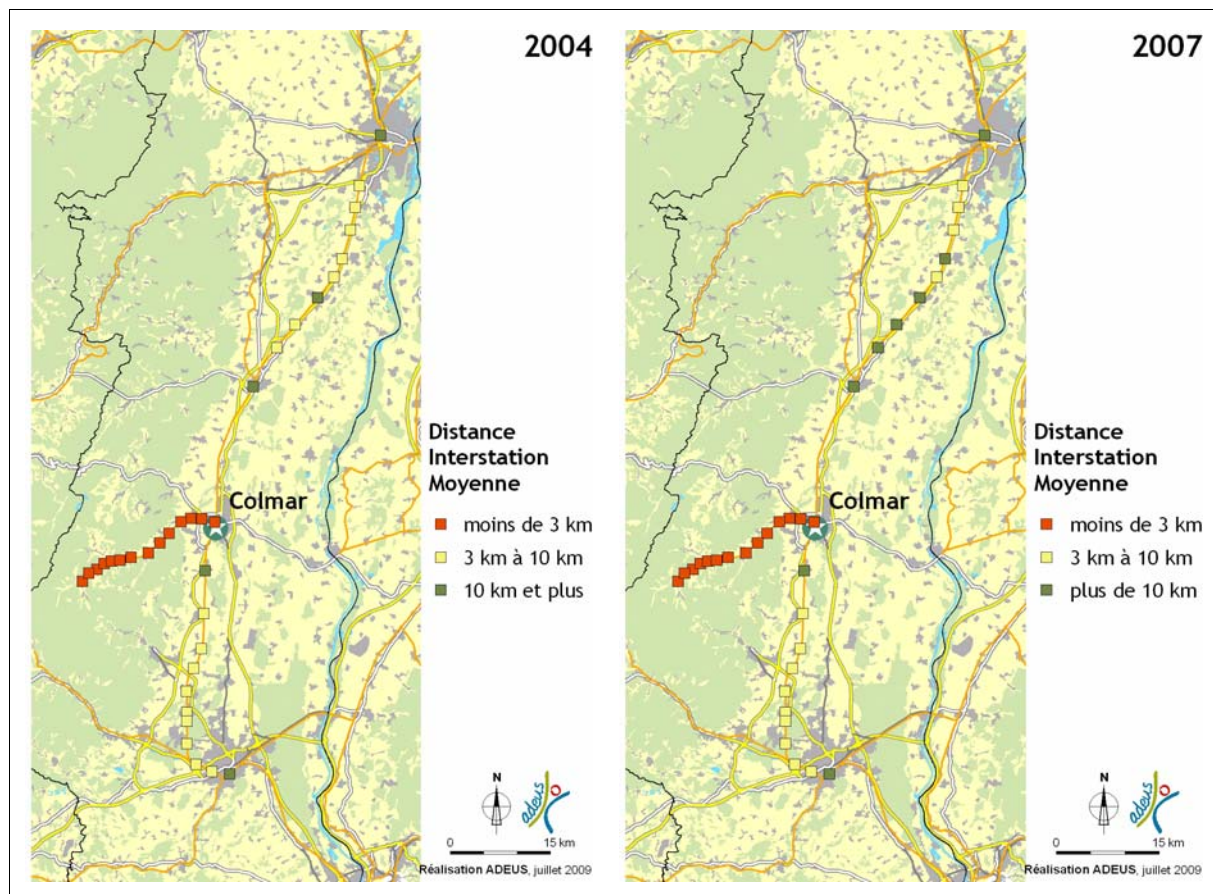 2004
Colmar
Distance
Interstation
Moyenne
moins de 3 km
3 km à 10 km
10 km et plus
N
adeus
0 15 km
Réalisation ADEUS, juillet 2009
2007
Colmar
Distance
Interstation
Moyenne
moins de 3 km
3 km à 10 km
plus de 10 km
N
adeus
0 15 km
Réalisation ADEUS, juillet 2009